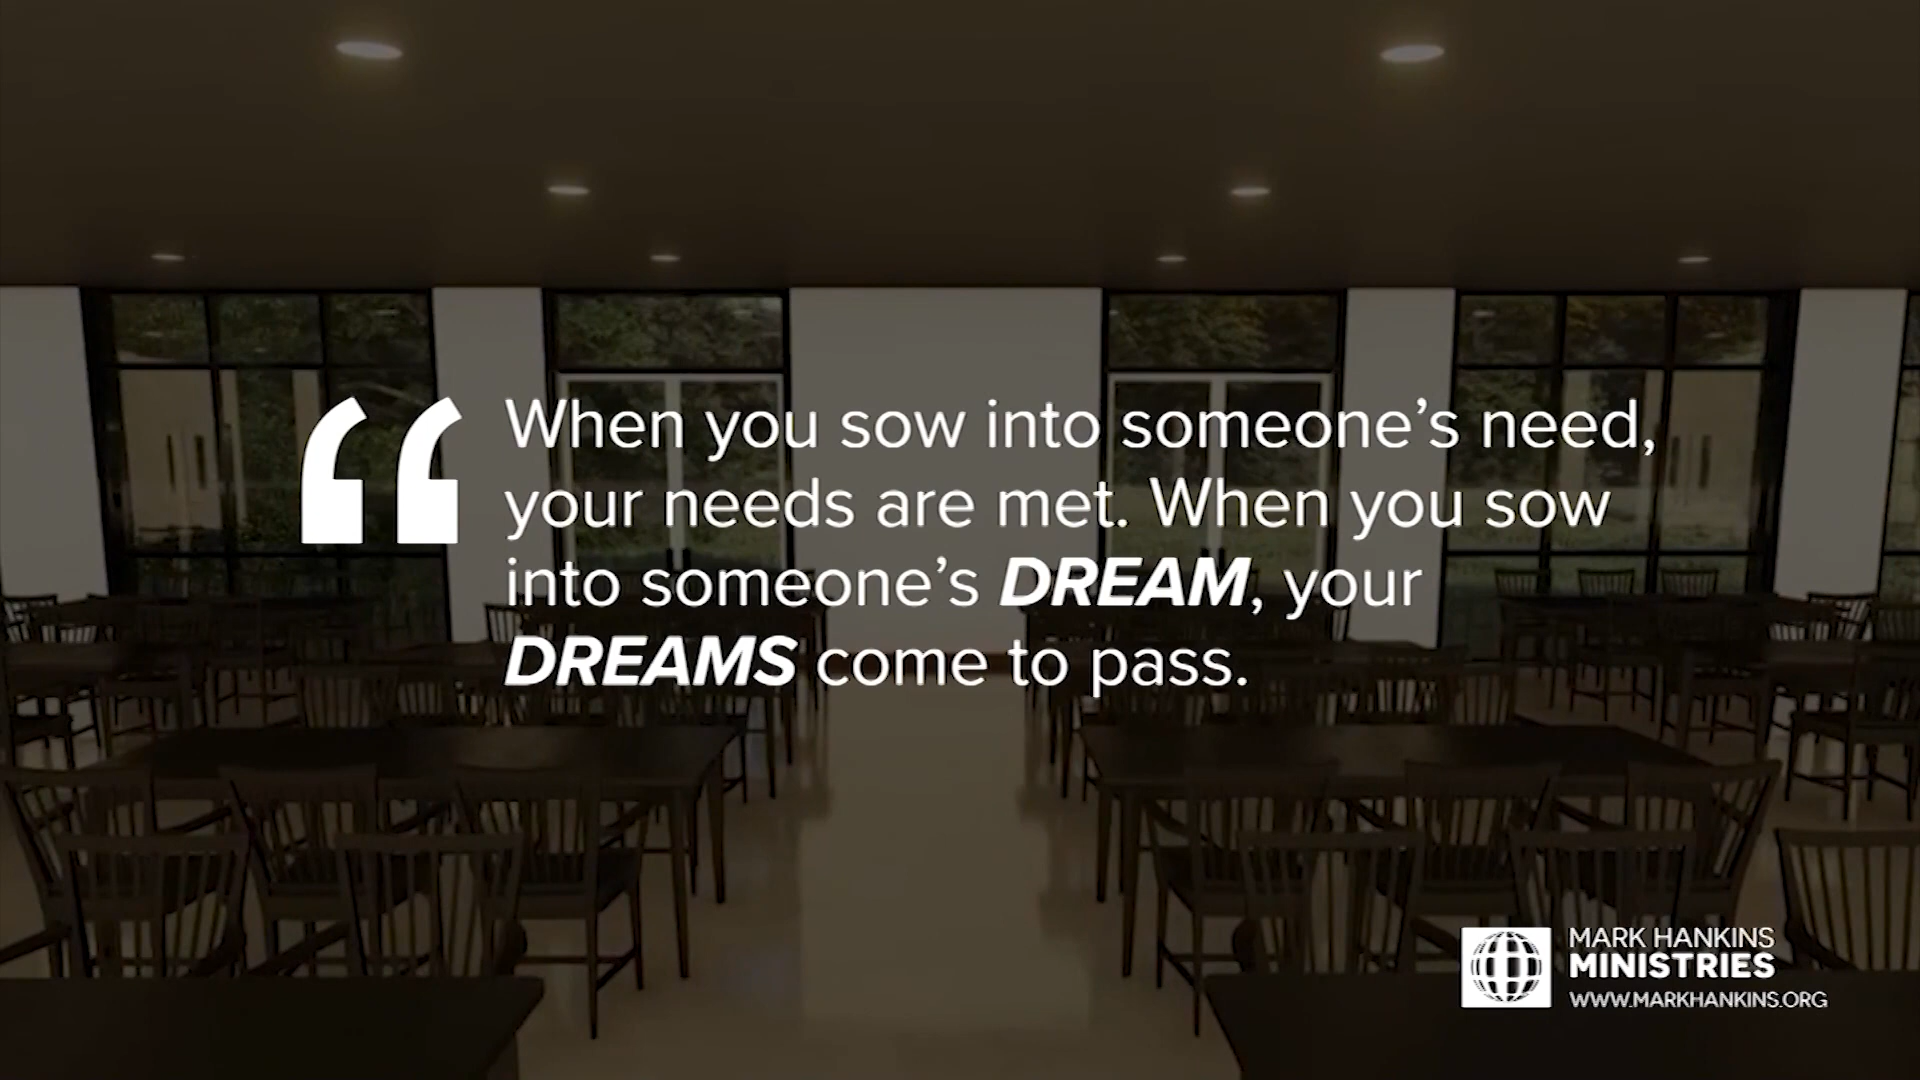 “
When you sow into someone’s need,
your needs are met. When you sow
into someone’s DREAM, your
DREAMS come to pass.
MARK HANKINS
MINISTRIES
WWW.MARKHANKINS.ORG